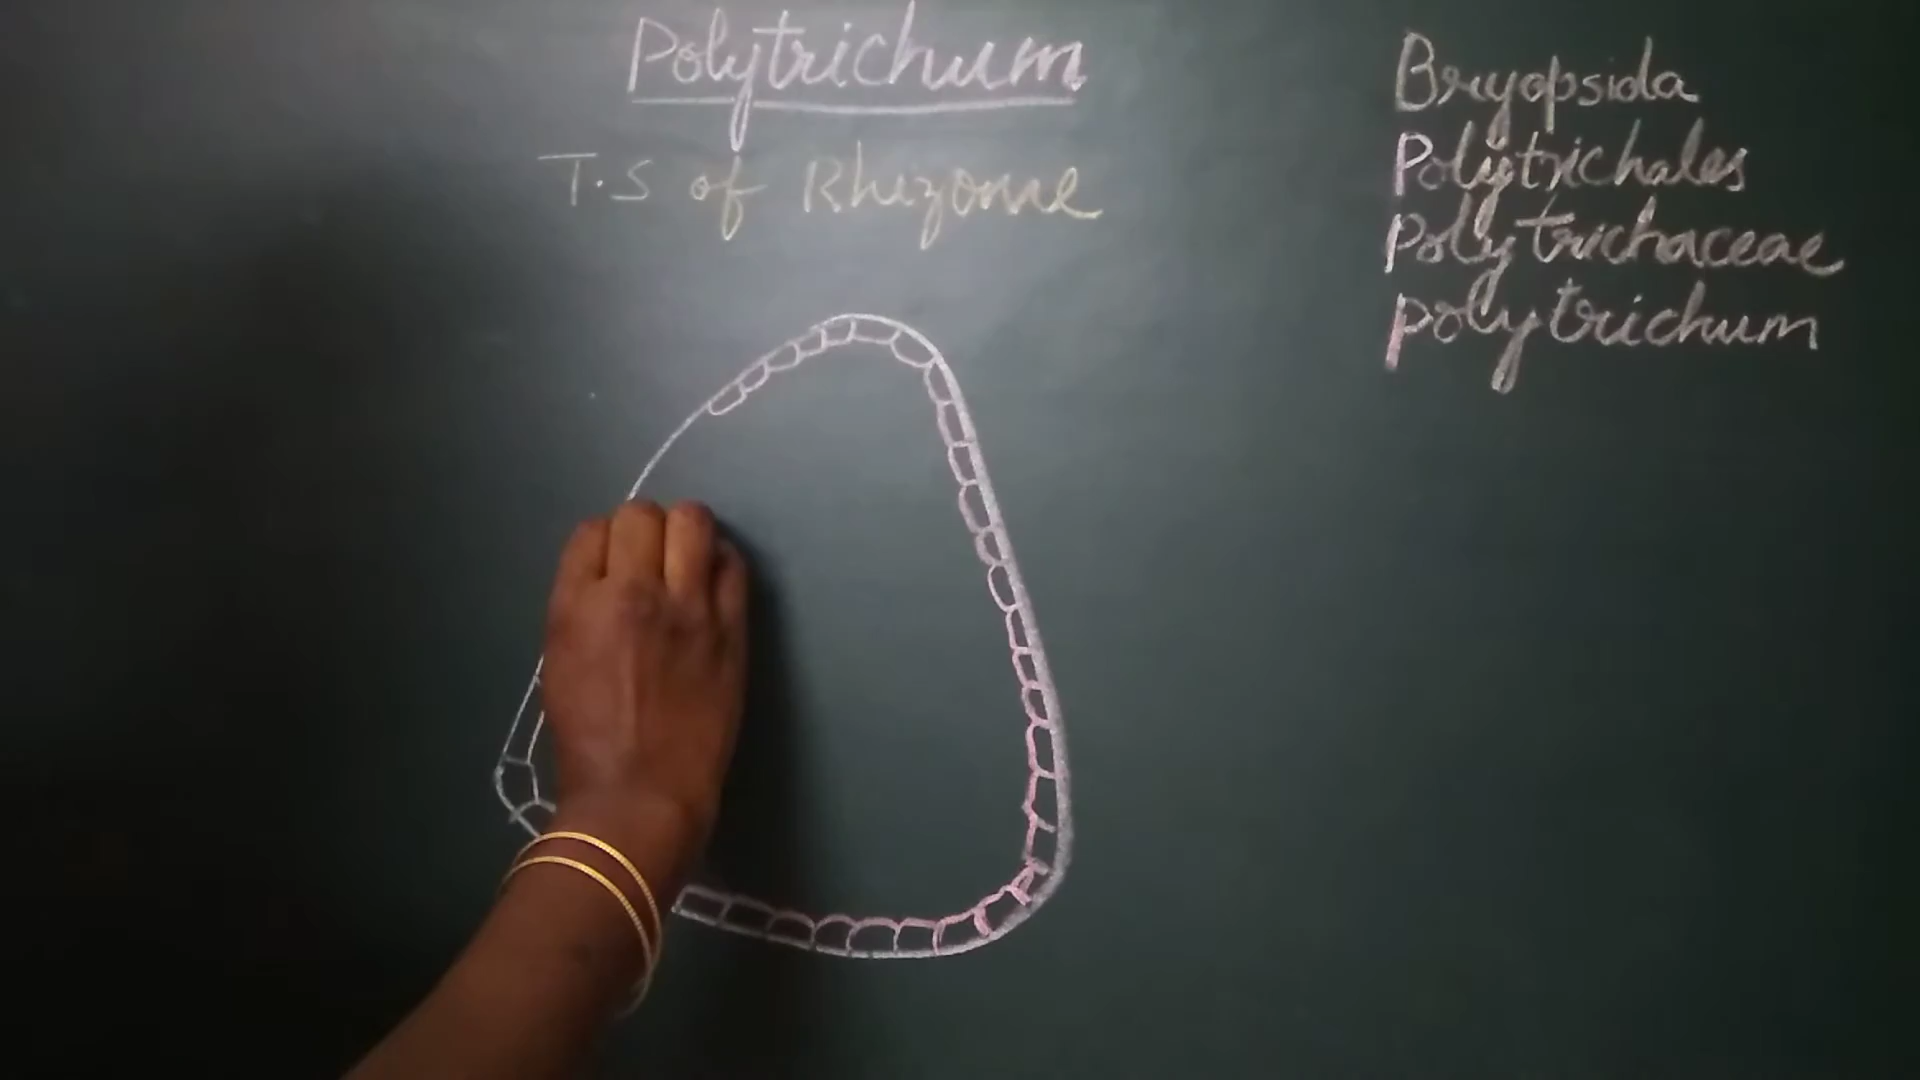 Polytrichum
T.S of Rhizome
Bryopsida
Polytrichales
Polytrichaceae
polytrichum